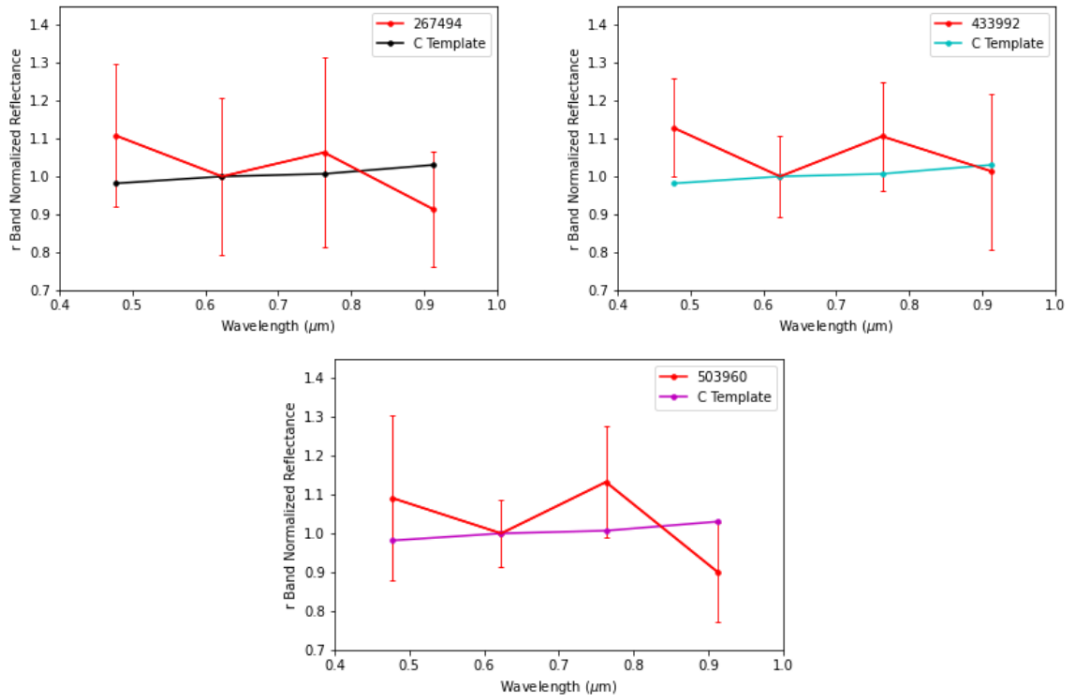 267494
C Template
r Band Normalized Reflectance
1.4
1.3
1.2
1.1
1.0
0.9
0.8
0.7
0.4 0.5 0.6 0.7 0.8 0.9 1.0
Wavelength (μm)
433992
C Template
r Band Normalized Reflectance
1.4
1.3
1.2
1.1
1.0
0.9
0.8
0.7
0.4 0.5 0.6 0.7 0.8 0.9 1.0
Wavelength (μm)
503960
C Template
r Band Normalized Reflectance
1.4
1.3
1.2
1.1
1.0
0.9
0.8
0.7
0.4 0.5 0.6 0.7 0.8 0.9 1.0
Wavelength (μm)